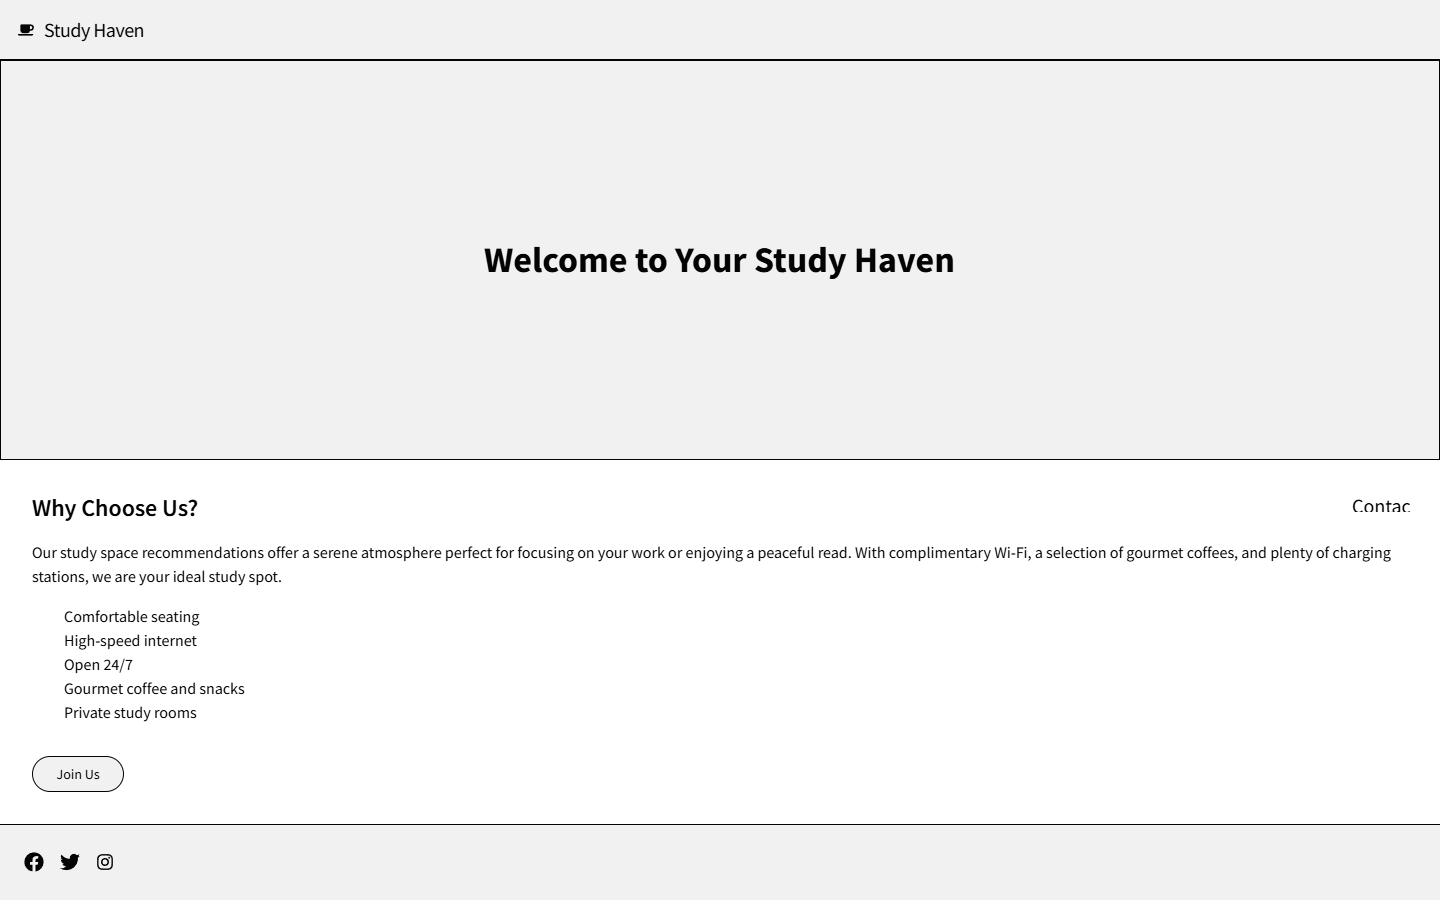 Study Haven
Welcome to Your Study Haven
Why Choose Us?
Contac
Our study space recommendations offer a serene atmosphere perfect for focusing on your work or enjoying a peaceful read. With complimentary Wi-Fi, a selection of gourmet coffees, and plenty of charging
stations, we are your ideal study spot.
Comfortable seating
High-speed internet
Open 24/7
Gourmet coffee and snacks
Private study rooms
Join Us